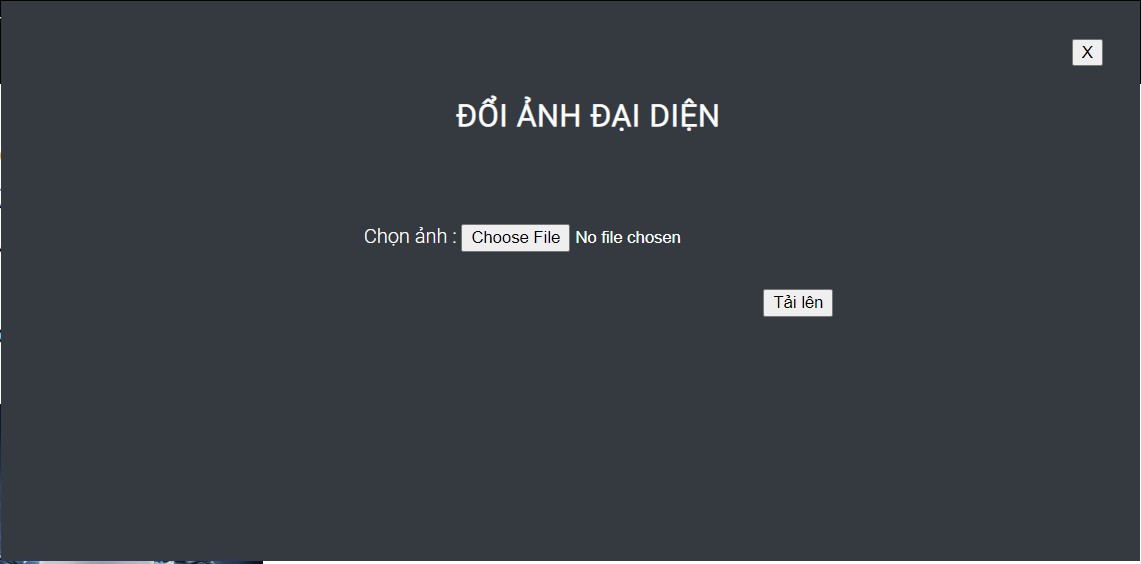 X
ĐỔI ẢNH ĐẠI DIỆN
Chọn ảnh : Choose File No file chosen
Tải lên